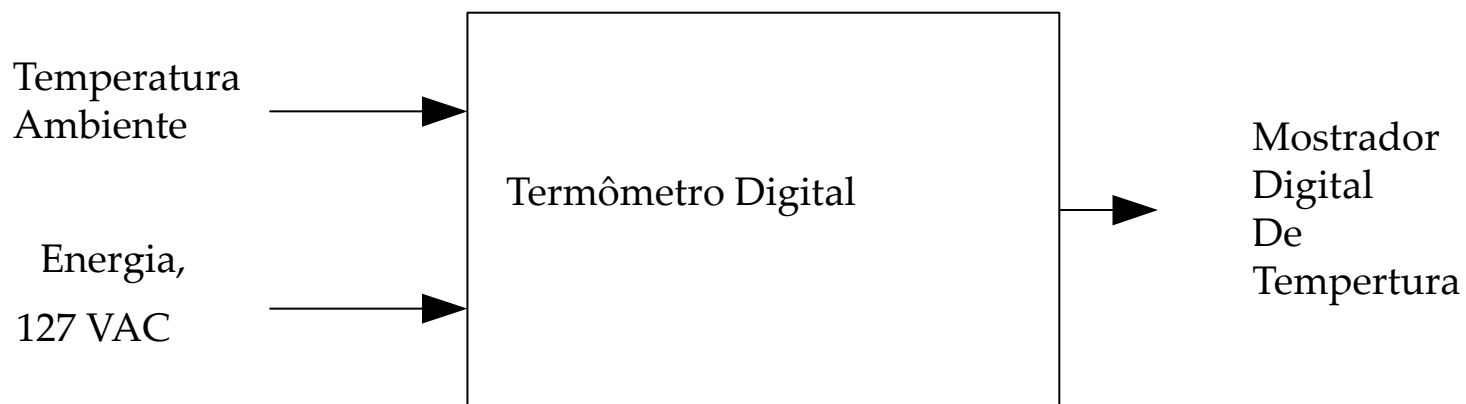 Temperatura
Ambiente
Energia,
127 VAC
Termômetro Digital
Mostrador
Digital
De
Tempertura